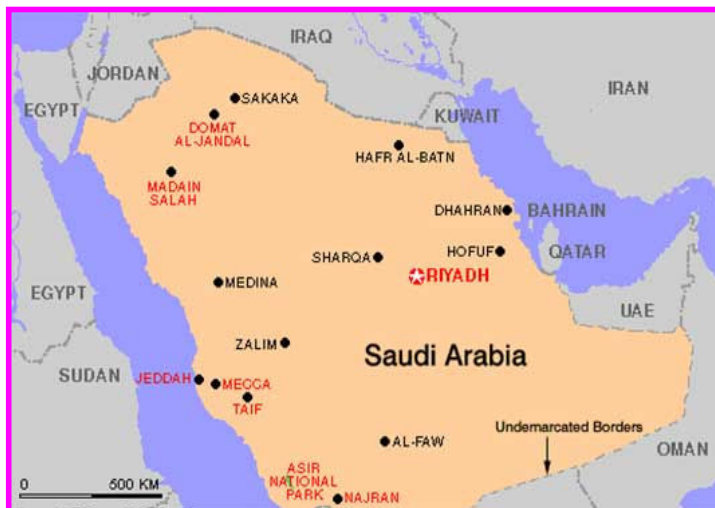 IRAQ
JORDAN
IRAN
EGYPT
SAKAKA
DOMAT
AL-JANDAL
KUWAIT
HAFR AL-BATN
MADAIN
SALAH
DHAHRAN
BAHRAIN
SHARQA
HOFUF
QATAR
RIYADH
EGYPT
MEDINA
UAE
ZALIM
Saudi Arabia
SUDAN
JEDDAH
MECCA
TAIF
Undemarcated Borders
AL-FAW
OMAN
ASIR
NATIONAL
PARK
NAJRAN
0 500 KM